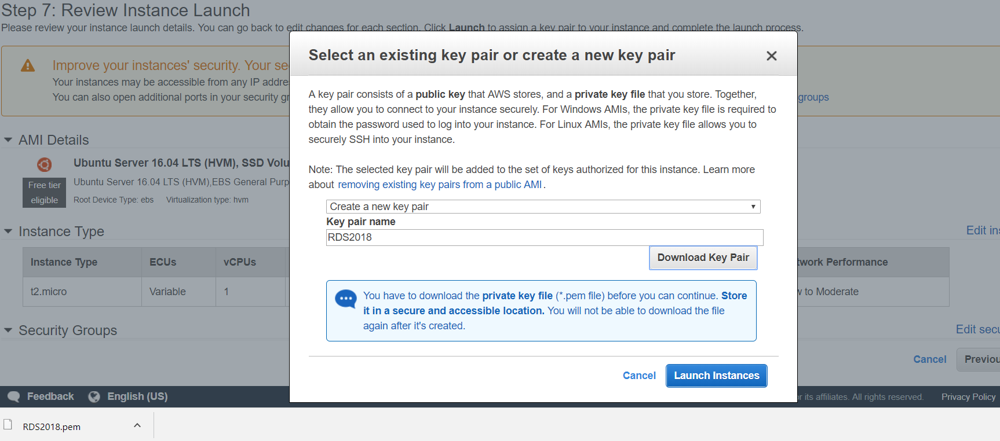 Step 7: Review Instance Launch
Please review your instance launch details. You can go back to edit changes for each section. Click Launch to assign a key pair to your instance and complete the launch process.
Select an existing key pair or create a new key pair
Improve your instances' security. Your
Your instances may be accessible from any IP
You can also open additional ports in your security
groups
A key pair consists of a public key that AWS stores, and a private key file that you store. Together,
they allow you to connect to your instance securely. For Windows AMIs, the private key file is required to
obtain the password used to log into your instance. For Linux AMIs, the private key file allows you to
securely SSH into your instance.
AMI Details
Ubuntu Server 16.04 LTS (HVM), SSD
Free tier
eligible
Ubuntu Server 16.04 LTS (HVM),EBS General
Root Device Type: ebs Virtualization type: hvm
Note: The selected key pair will be added to the set of keys authorized for this instance. Learn more
about removing existing key pairs from a public AMI.
Create a new key pair
Key pair name
RDS2018
Download Key Pair
Instance Type
Edit
Instance Type ECUs vCPUs
Performance
t2.micro Variable 1
to Moderate
You have to download the private key file (*.pem file) before you can continue. Store
it in a secure and accessible location. You will not be able to download the file
again after it's created.
Security Groups
Edit
Cancel
Cancel Launch Instances
Feedback English (US)
or its affiliates. All rights reserved. Privacy Policy
RDS2018.pem